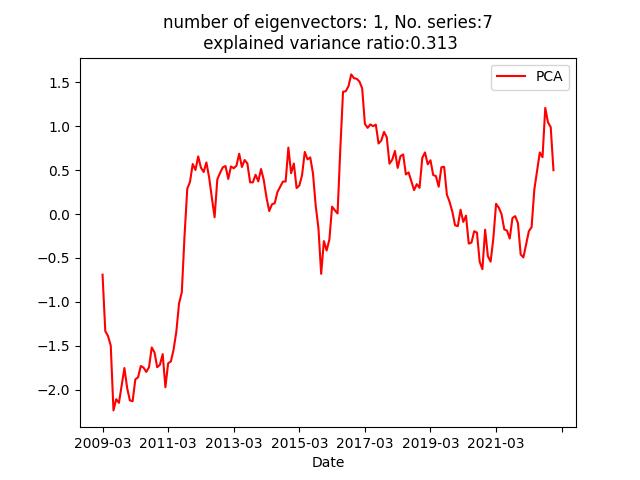 number of eigenvectors: 1, No. series:7
explained variance ratio:0.313
PCA
1.5
1.0
0.5
0.0
−0.5
−1.0
−1.5
−2.0
2009-03 2011-03 2013-03 2015-03 2017-03 2019-03 2021-03
Date